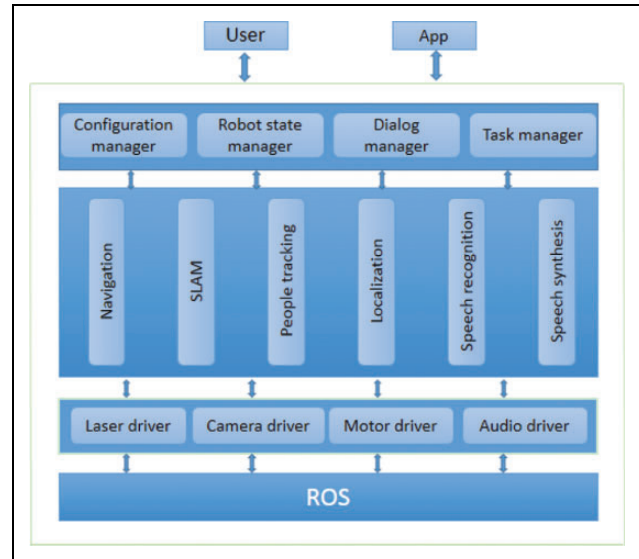 User
App
Configuration
manager
Robot state
manager
Dialog
manager
Task manager
Navigation
SLAM
People tracking
Localization
Speech recognition
Speech synthesis
Laser driver
Camera driver
Motor driver
Audio driver
ROS